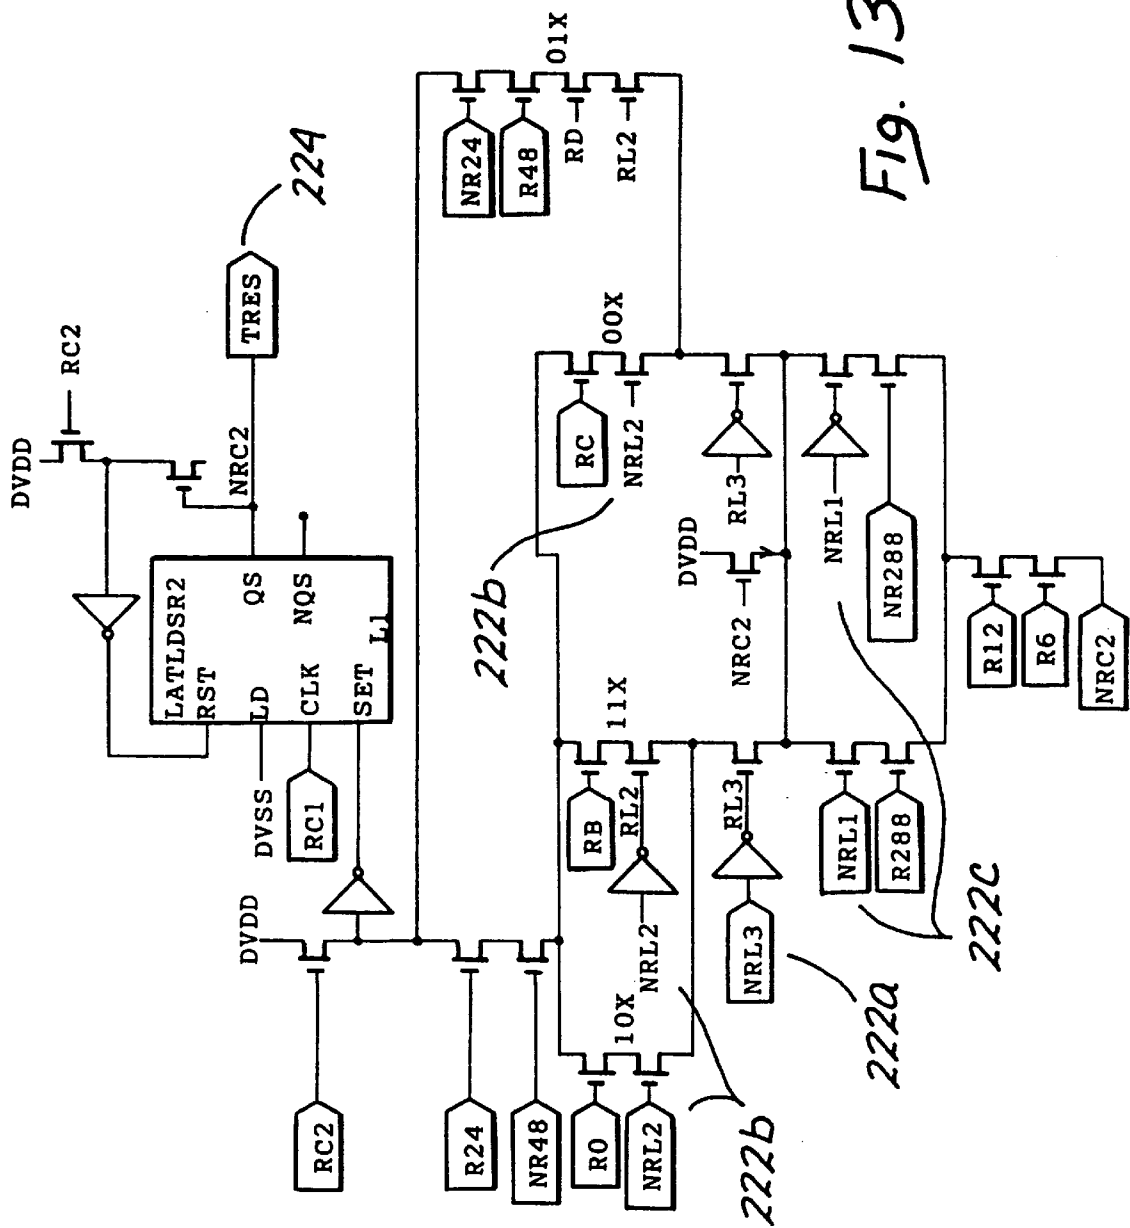 Fig. 13
DVDD
RC2
LATLDSR2
RST
LD
CLK
SET
QS
NQS
L1
NRC2
TRES
224
DVSS
RC1
DVDD
RC2
R24
NR48
R0
NRL2
10X
NRL2
RL2
RB
11X
222b
NRL3
RL3
222a
NRL1
R288
222c
NR24
R48
RD
RL2
01X
RC
NRL2
00X
222b
RL3
DVDD
NRC2
NRL1
NR288
R12
R6
NRC2